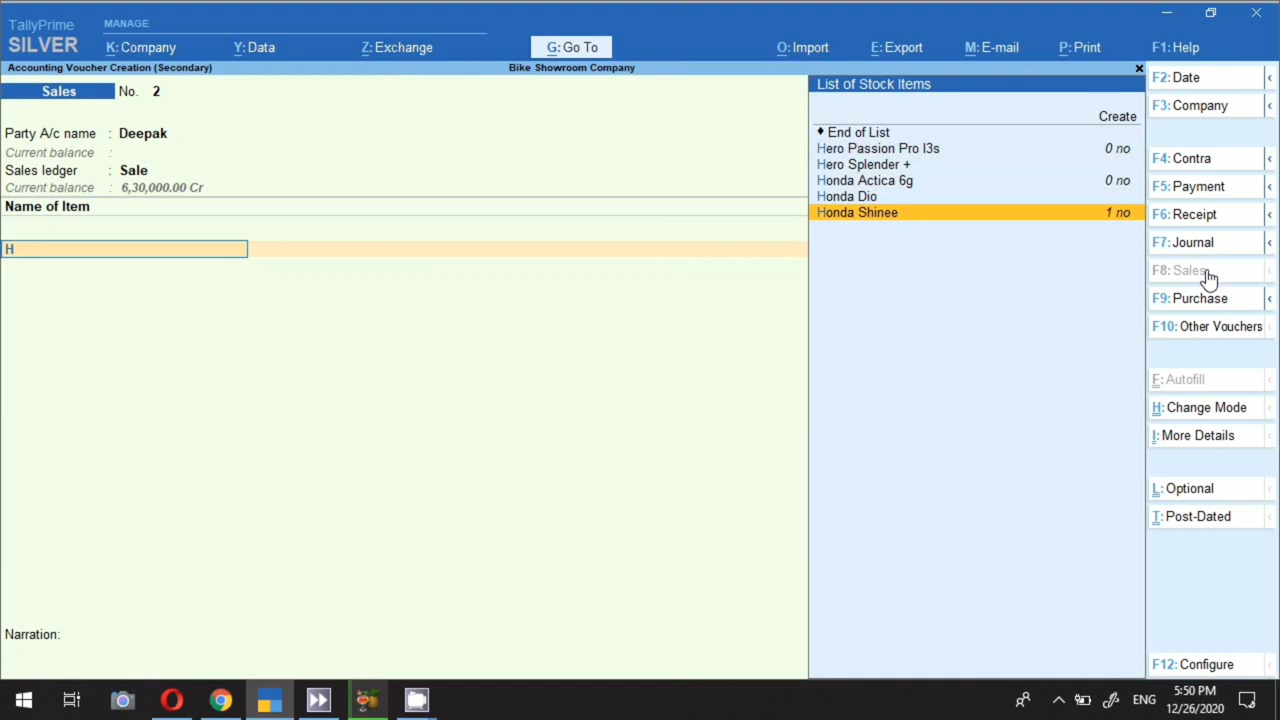 TallyPrime
MANAGE
SILVER
K: Company
Y: Data
Z: Exchange
G: Go To
O: Import
E: Export
M: E-mail
P: Print
F1: Help
Accounting Voucher Creation (Secondary)
Bike Showroom Company
Sales No. 2
Party A/c name : Deepak
Current balance :
Sales ledger : Sale
Current balance : 6,30,000.00 Cr
Name of Item
H
Narration:
List of Stock Items
Create
♦ End of List
Hero Passion Pro I3s 0 no
Hero Splender +
Honda Actica 6g 0 no
Honda Dio
Honda Shinee 1 no
F2: Date
F3: Company
F4: Contra
F5: Payment
F6: Receipt
F7: Journal
F8: Sales
F9: Purchase
F10: Other Vouchers
F: Autofill
H: Change Mode
I: More Details
L: Optional
T: Post-Dated
F12: Configure
ENG
5:50 PM
12/26/2020